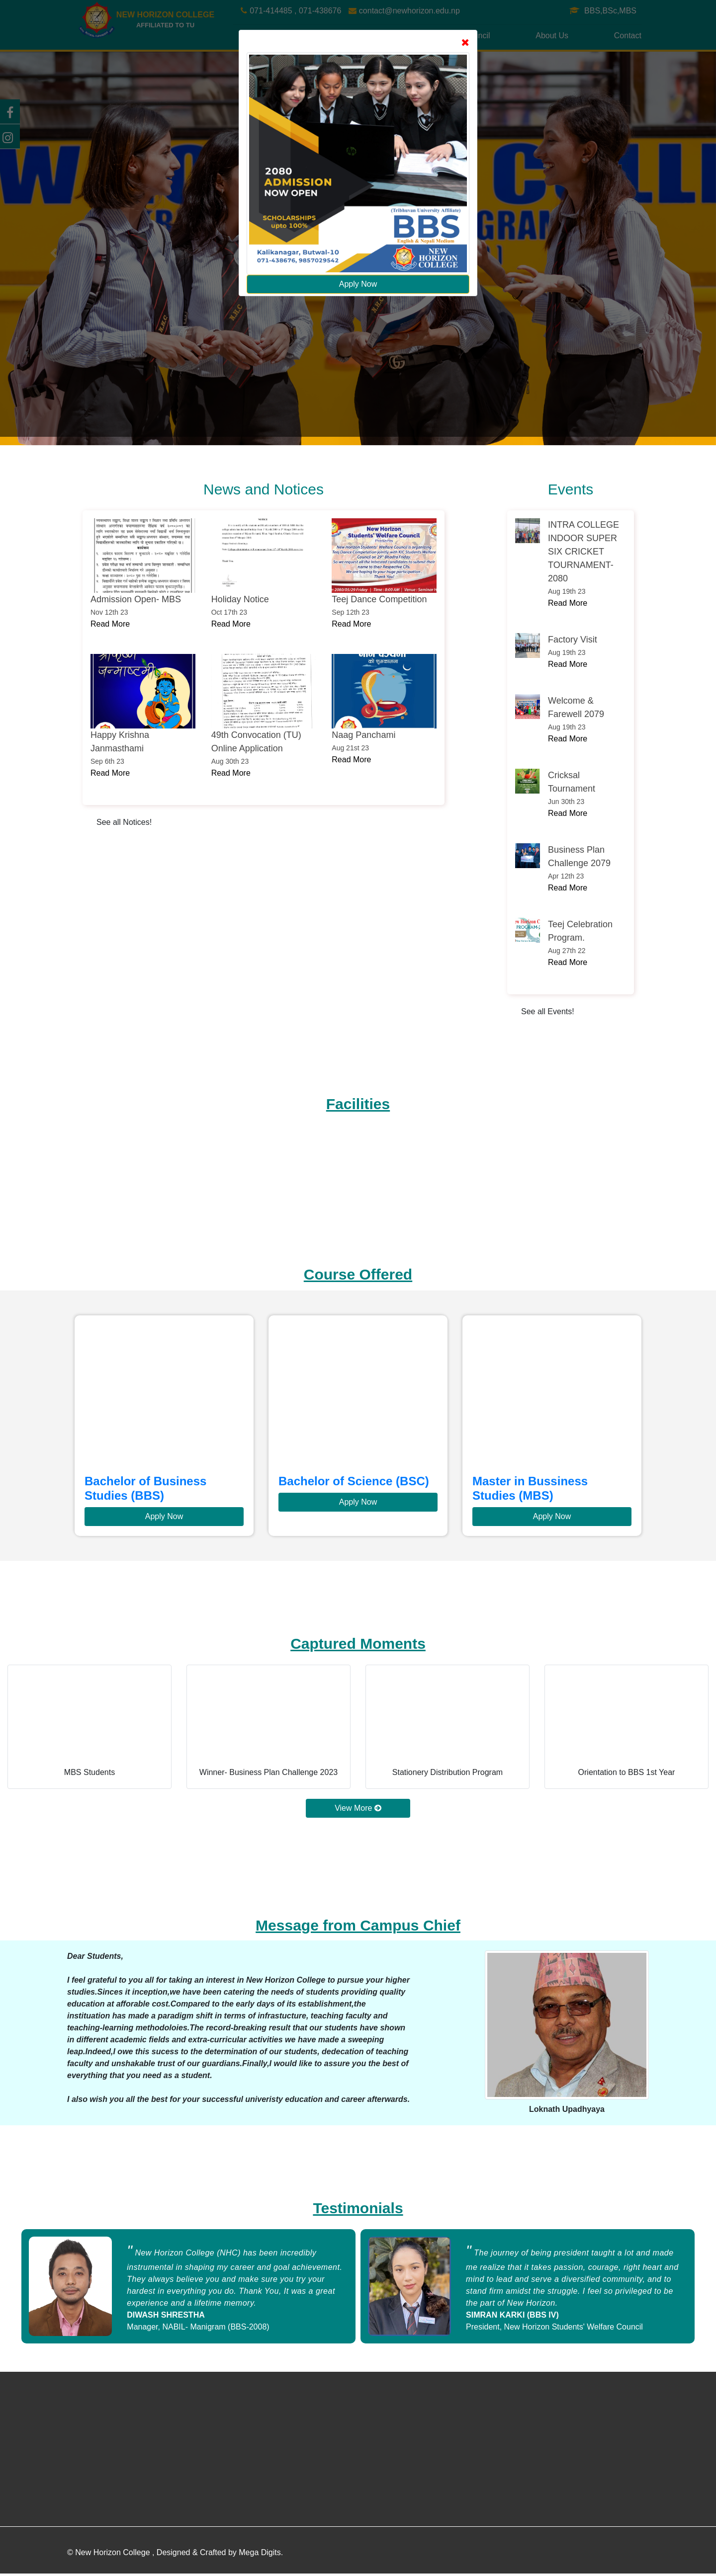 NEW HORIZON COLLEGE
AFFILIATED TO TU
071-414485 , 071-438676 contact@newhorizon.edu.np
BBS,BSc,MBS
About Us
Contact
2080
ADMISSION
NOW OPEN
SCHOLARSHIPS
upto 100%
(Tribhuvan University Affiliate)
BBS
English & Nepali Medium
Kalikanagar, Butwal-10
071-438676, 9857029542
NEW
HORIZON
COLLEGE
Apply Now
News and Notices
Admission Open- MBS
Nov 12th 23
Read More
Holiday Notice
Oct 17th 23
Read More
New Horizon
Students' Welfare Council
Teej Dance Competition
Sep 12th 23
Read More
जन्माष्टमी
Happy Krishna
Janmasthami
Sep 6th 23
Read More
49th Convocation (TU)
Online Application
Aug 30th 23
Read More
Naag Panchami
Aug 21st 23
Read More
See all Notices!
Events
INTRA COLLEGE
INDOOR SUPER
SIX CRICKET
TOURNAMENT-
2080
Aug 19th 23
Read More
Factory Visit
Aug 19th 23
Read More
Welcome &
Farewell 2079
Aug 19th 23
Read More
Cricksal
Tournament
Jun 30th 23
Read More
Business Plan
Challenge 2079
Apr 12th 23
Read More
Teej Celebration
Program.
Aug 27th 22
Read More
See all Events!
Facilities
Course Offered
Bachelor of Business
Studies (BBS)
Apply Now
Bachelor of Science (BSC)
Apply Now
Master in Bussiness
Studies (MBS)
Apply Now
Captured Moments
MBS Students
Winner- Business Plan Challenge 2023
Stationery Distribution Program
Orientation to BBS 1st Year
View More
Message from Campus Chief
Dear Students,
I feel grateful to you all for taking an interest in New Horizon College to pursue your higher
studies.Sinces it inception,we have been catering the needs of students providing quality
education at afforable cost.Compared to the early days of its establishment,the
instituation has made a paradigm shift in terms of infrastucture, teaching faculty and
teaching-learning methodoloies.The record-breaking result that our students have shown
in different academic fields and extra-curricular activities we have made a sweeping
leap.Indeed,I owe this sucess to the determination of our students, dedecation of teaching
faculty and unshakable trust of our guardians.Finally,I would like to assure you the best of
everything that you need as a student.
I also wish you all the best for your successful univeristy education and career afterwards.
Loknath Upadhyaya
Testimonials
" New Horizon College (NHC) has been incredibly
instrumental in shaping my career and goal achievement.
They always believe you and make sure you try your
hardest in everything you do. Thank You, It was a great
experience and a lifetime memory.
DIWASH SHRESTHA
Manager, NABIL- Manigram (BBS-2008)
" The journey of being president taught a lot and made
me realize that it takes passion, courage, right heart and
mind to lead and serve a diversified community, and to
stand firm amidst the struggle. I feel so privileged to be
the part of New Horizon.
SIMRAN KARKI (BBS IV)
President, New Horizon Students' Welfare Council
© New Horizon College , Designed & Crafted by Mega Digits.